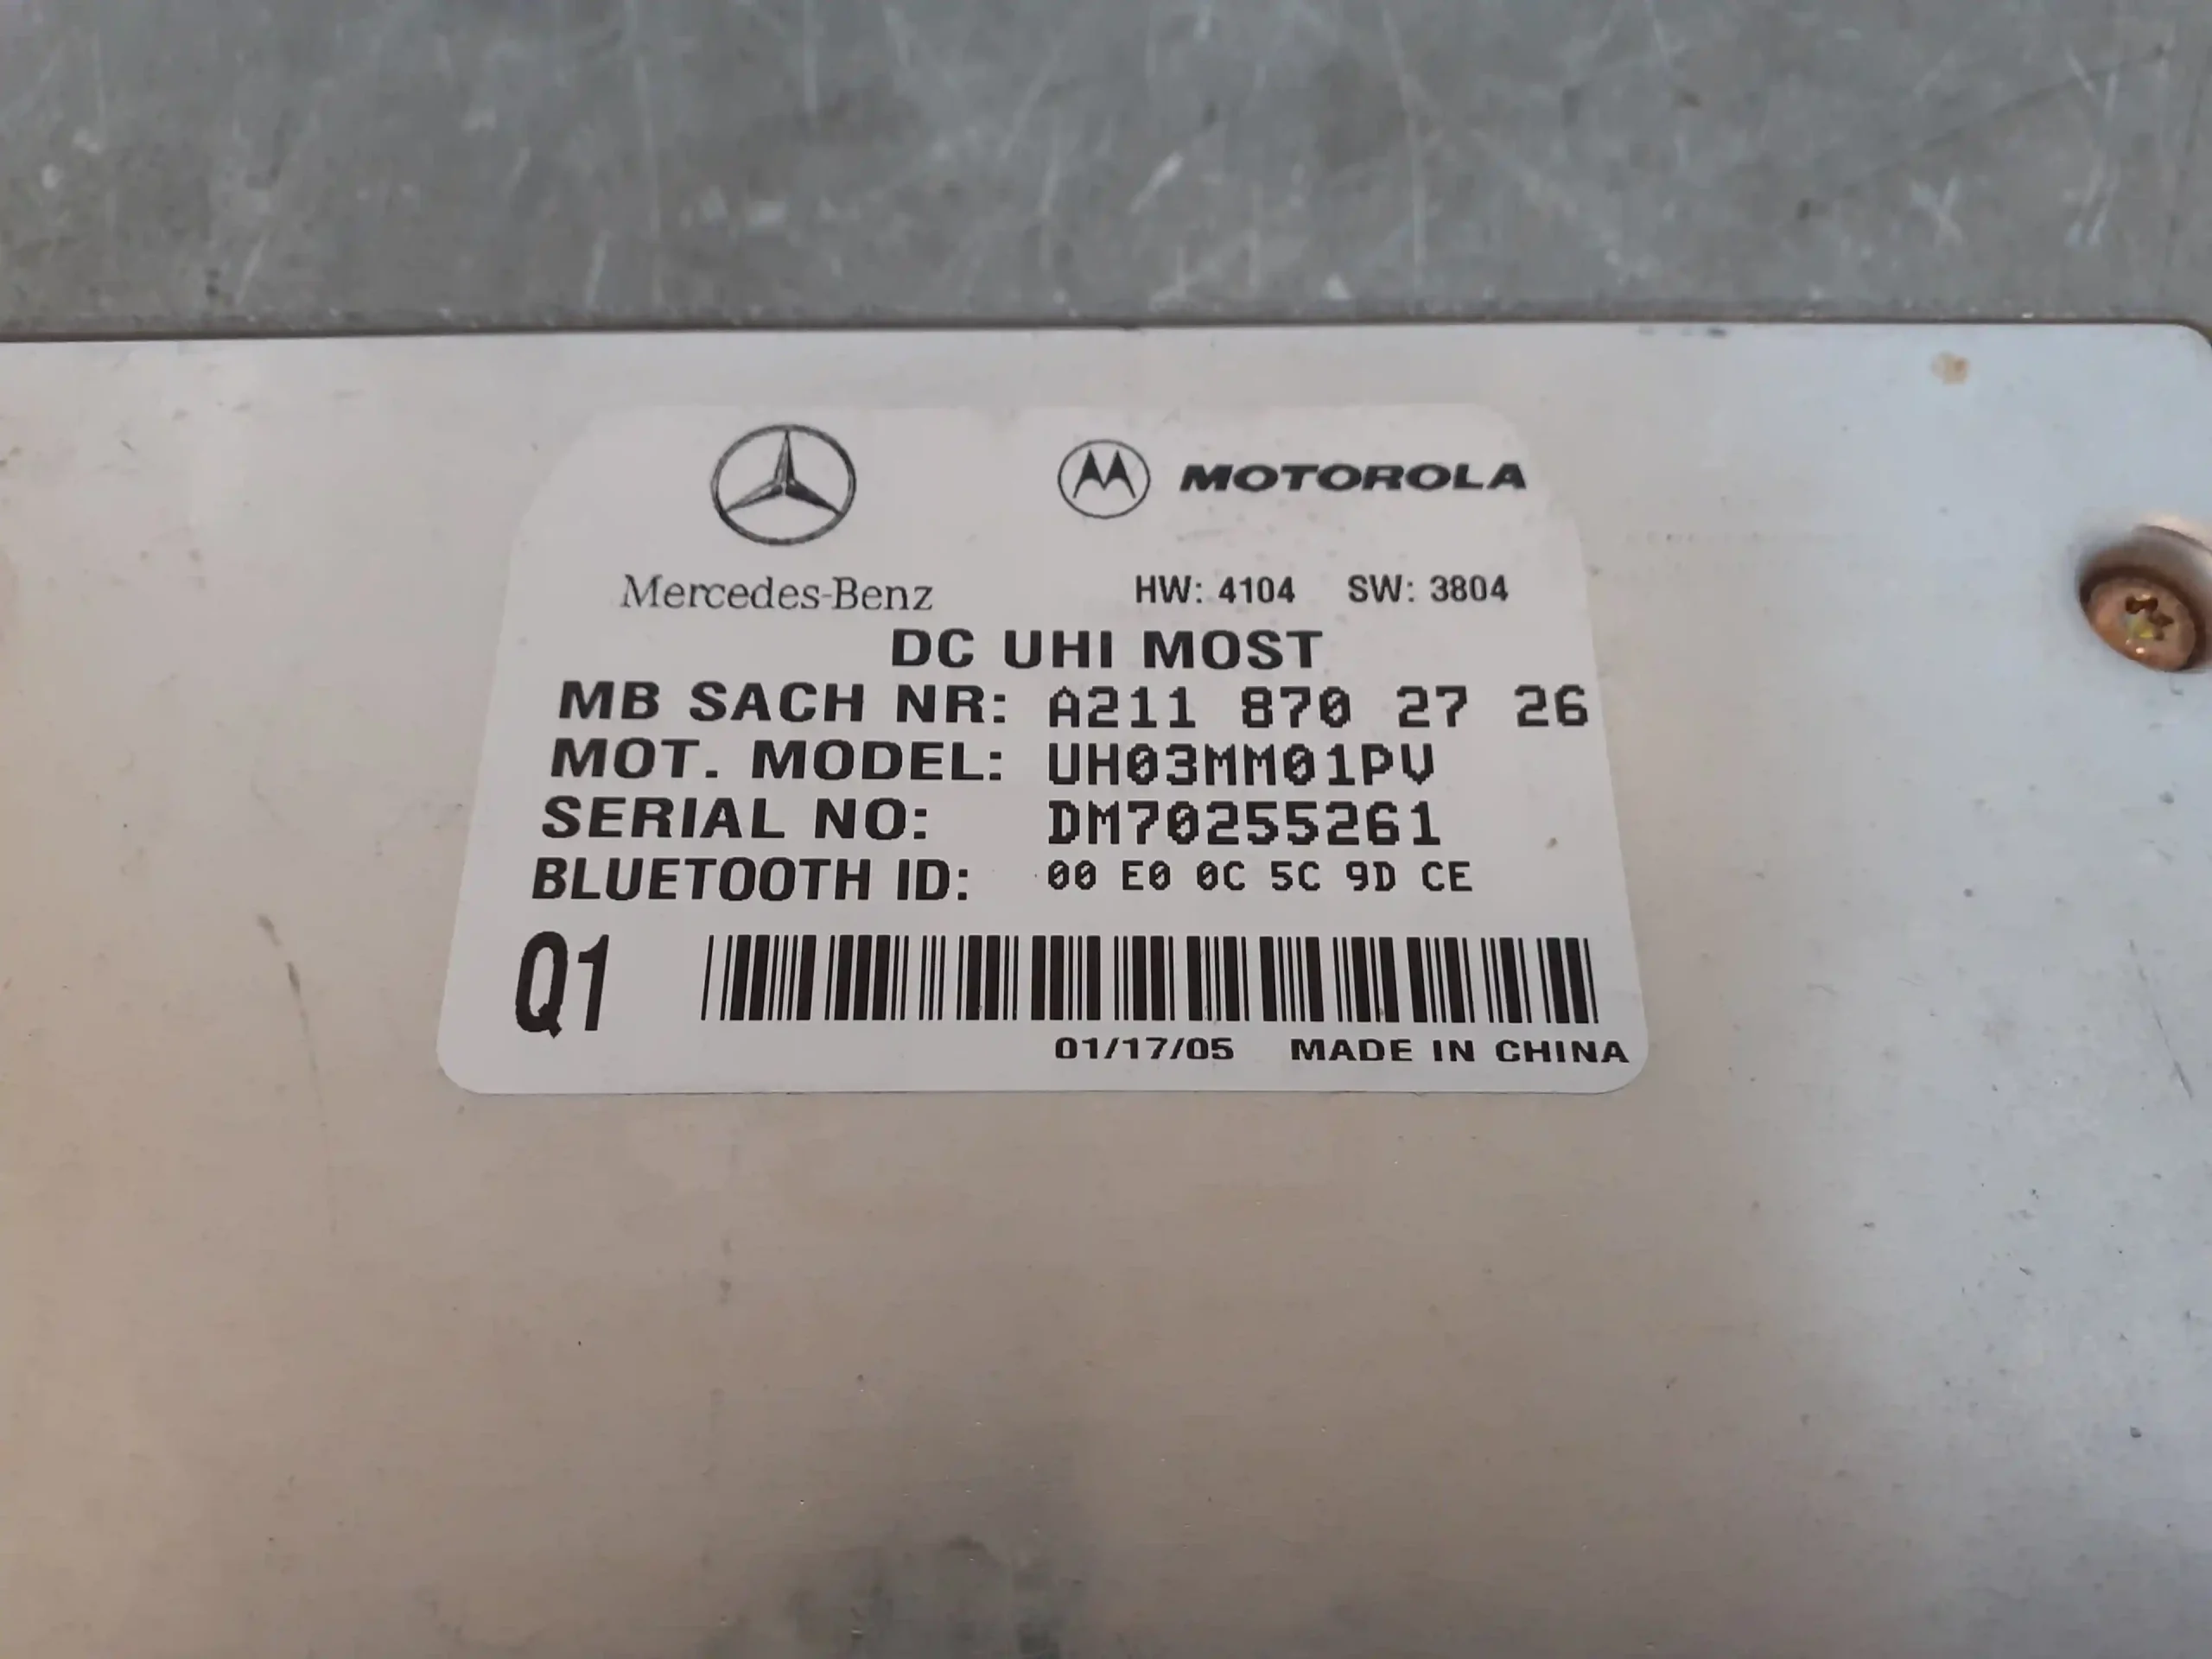 MOTOROLA
Mercedes-Benz
HW: 4104 SW: 3804
DC UHI MOST
MB SACH NR: A211 870 27 26
MOT. MODEL: UH03MM01PV
SERIAL NO: DM70255261
BLUETOOTH ID: 00 E0 0C 5C 9D CE
Q1
01/17/05 MADE IN CHINA